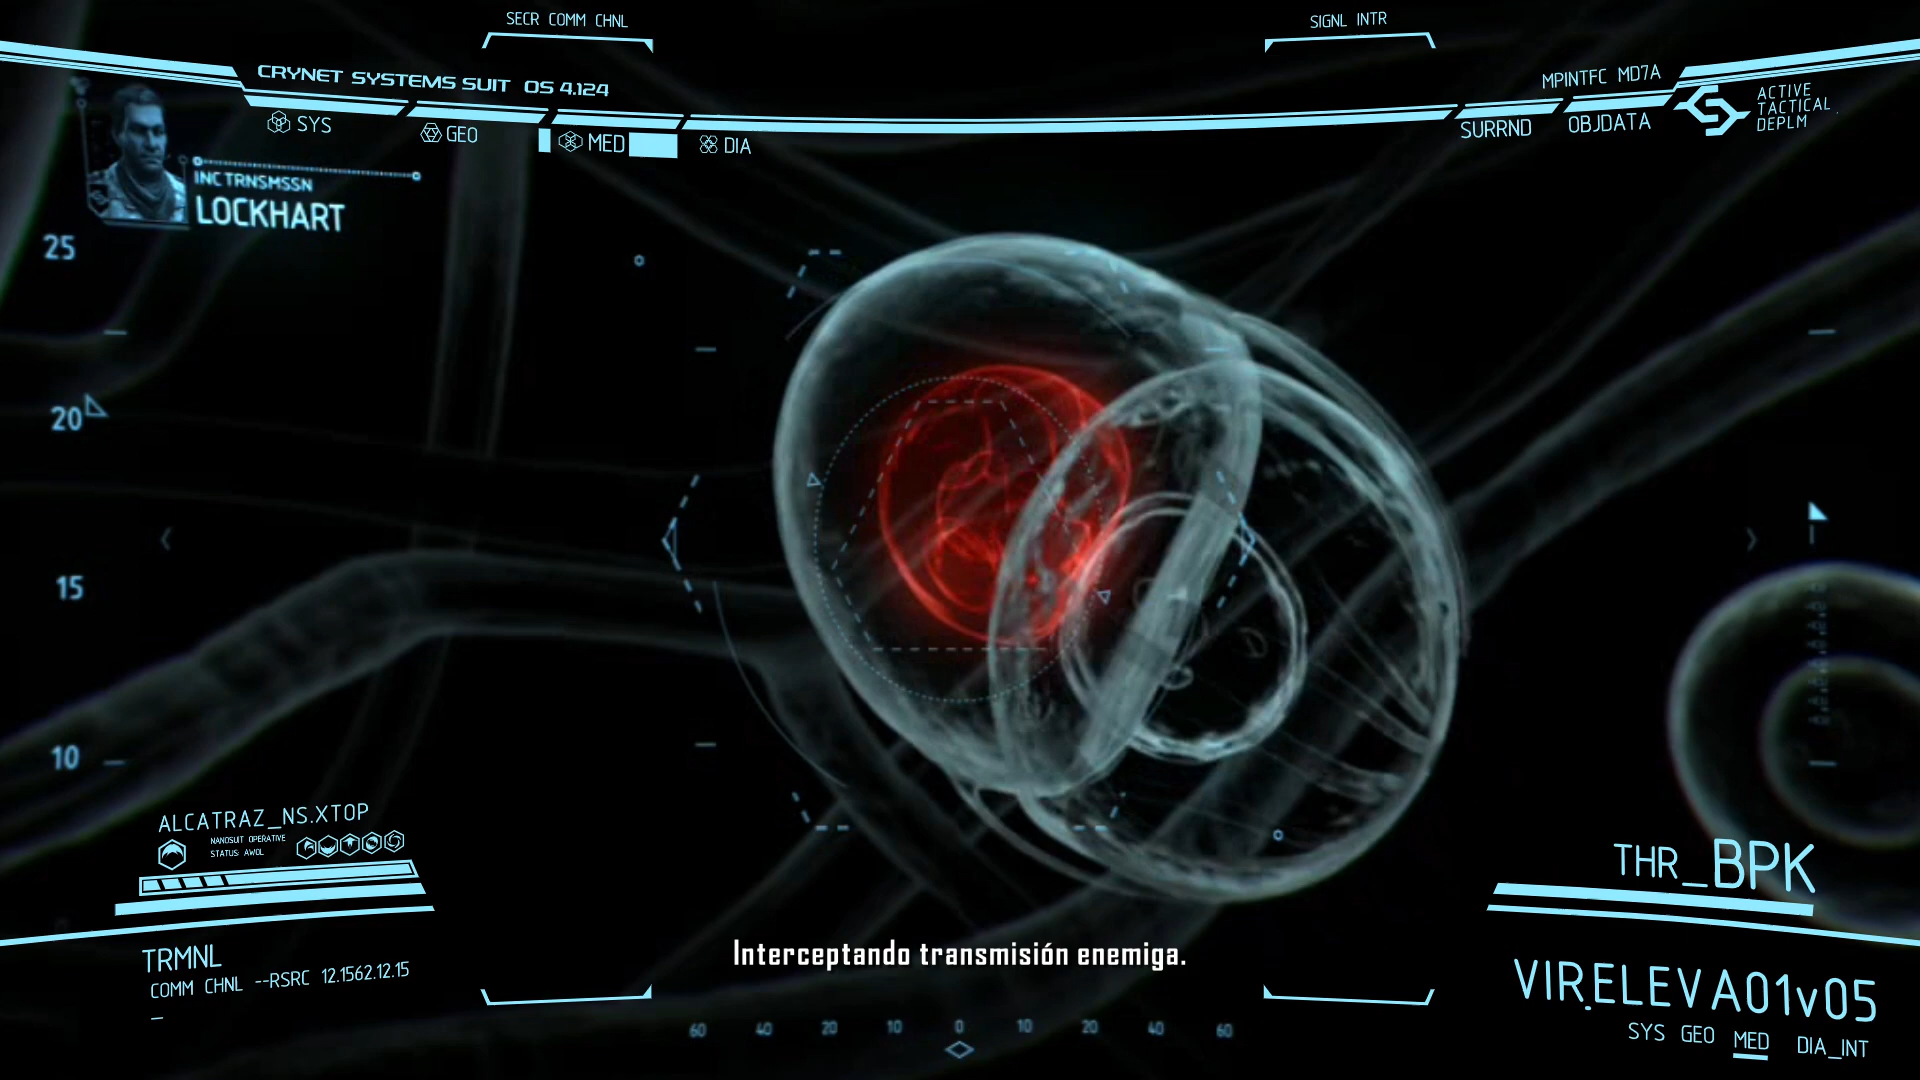 SECR COMM CHNL
SIGNL INTR
CRYNET SYSTEMS SUIT OS 4.124
MPINTFC MD7A
SYS
GEO
MED
DIA
SURRND
OBJDATA
ACTIVE
TACTICAL
DEPLM
INC TRNSMSSN
LOCKHART
25
20
15
10
ALCATRAZ_NS.XTOP
NANOSUIT OPERATIVE
STATUS: AWOL
THR_BPK
TRMNL
COMM CHNL --RSRC 12.1562.12.15
_
Interceptando transmisión enemiga.
VIR.ELEV A01v05
SYS GEO MED DIA_INT
60 40 20 10 0 10 20 40 60